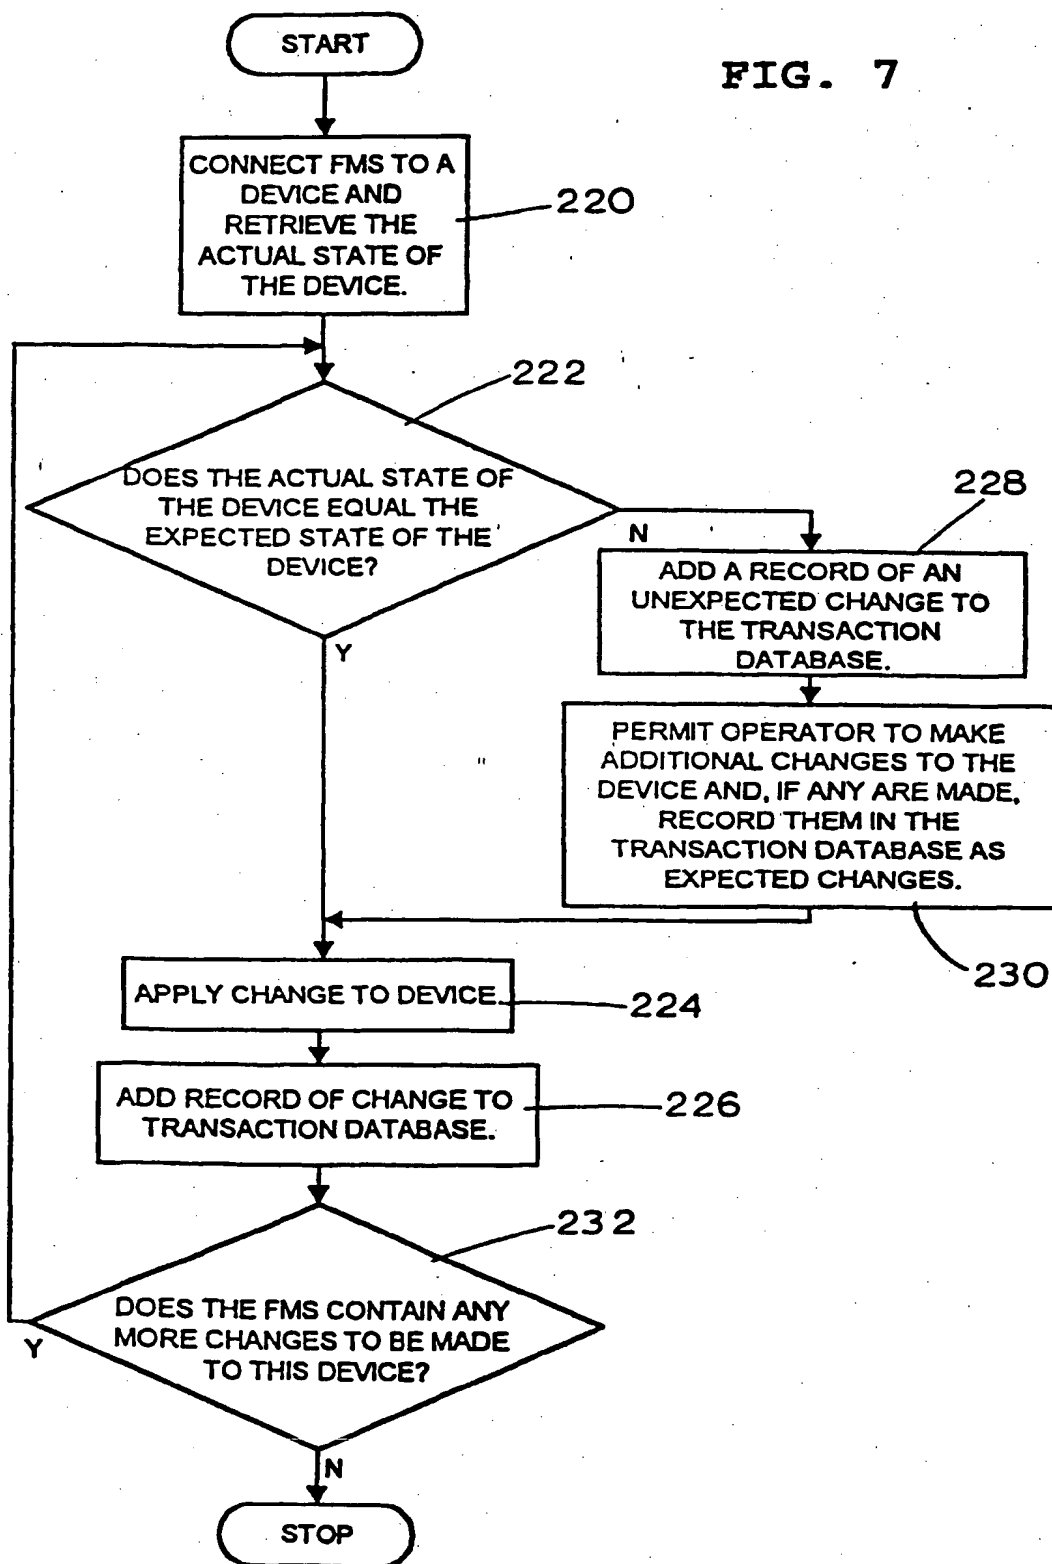 START
FIG. 7
CONNECT FMS TO A
DEVICE AND
RETRIEVE THE
ACTUAL STATE OF
THE DEVICE.
220
222
DOES THE ACTUAL STATE OF
THE DEVICE EQUAL THE
EXPECTED STATE OF THE
DEVICE?
N
Y
228
ADD A RECORD OF AN
UNEXPECTED CHANGE TO
THE TRANSACTION
DATABASE.
PERMIT OPERATOR TO MAKE
ADDITIONAL CHANGES TO THE
DEVICE AND, IF ANY ARE MADE,
RECORD THEM IN THE
TRANSACTION DATABASE AS
EXPECTED CHANGES.
230
APPLY CHANGE TO DEVICE.
224
ADD RECORD OF CHANGE TO
TRANSACTION DATABASE.
226
232
DOES THE FMS CONTAIN ANY
MORE CHANGES TO BE MADE
TO THIS DEVICE?
Y
N
STOP